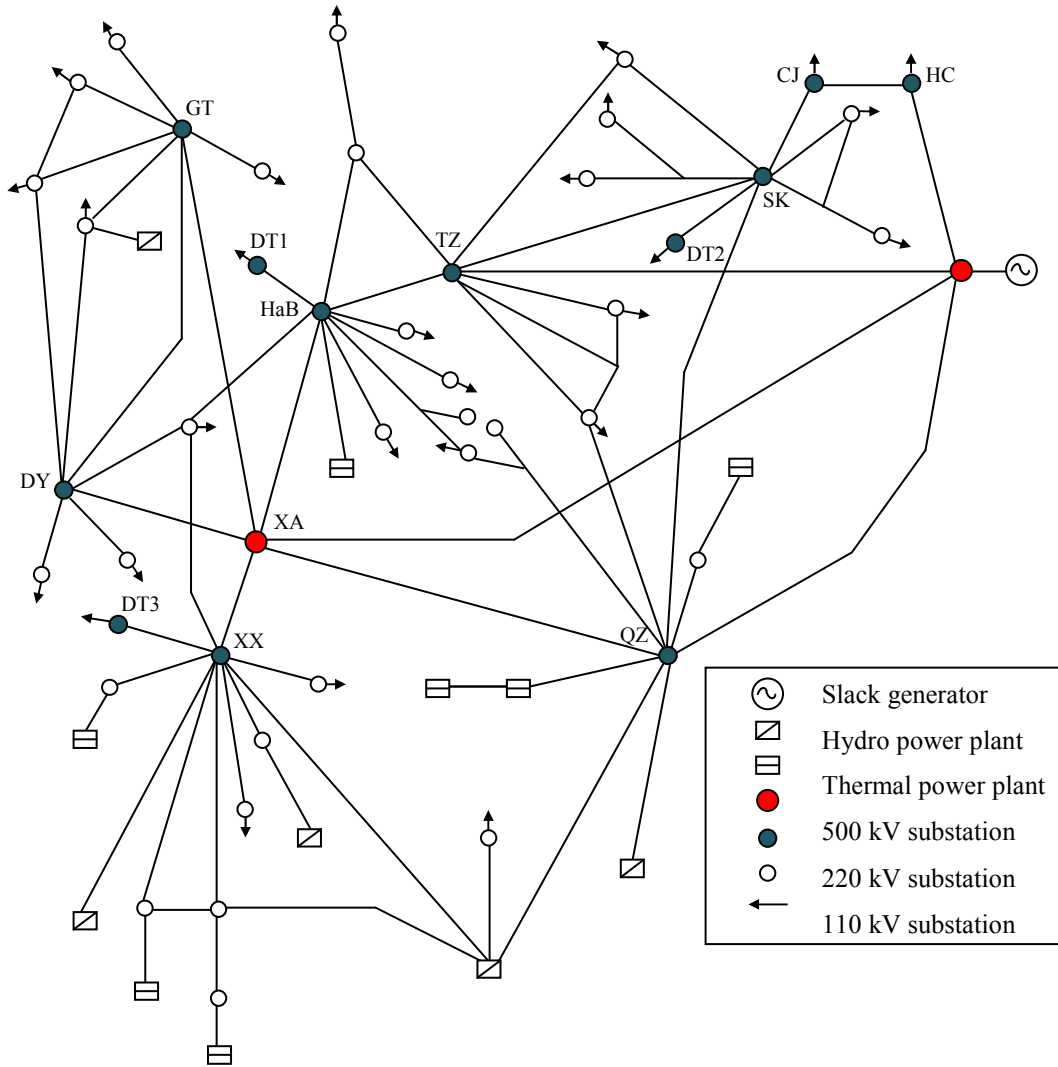 CJ
HC
GT
SK
DT1
TZ
DT2
HaB
DY
XA
DT3
XX
QZ
Slack generator
Hydro power plant
Thermal power plant
500 kV substation
220 kV substation
110 kV substation